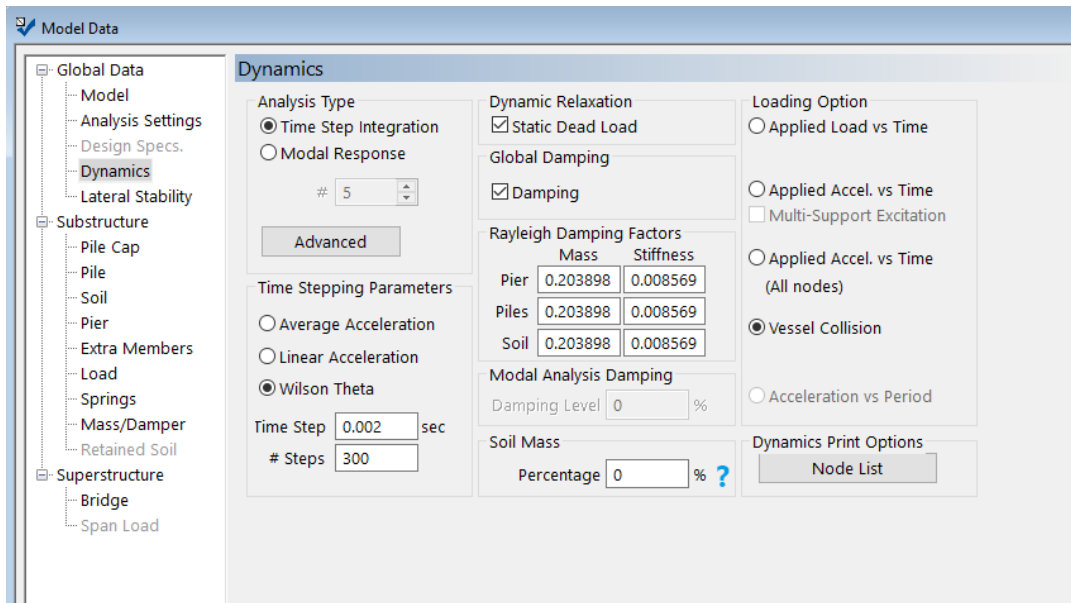 Model Data
Global Data
Model
Analysis Settings
Design Specs.
Dynamics
Lateral Stability
Substructure
Pile Cap
Pile
Soil
Pier
Extra Members
Load
Springs
Mass/Damper
Retained Soil
Superstructure
Bridge
Span Load
Dynamics
Analysis Type
Time Step Integration
Modal Response
# 5
Advanced
Time Stepping Parameters
Average Acceleration
Linear Acceleration
Wilson Theta
Time Step 0.002 sec
# Steps 300
Dynamic Relaxation
Static Dead Load
Global Damping
Damping
Rayleigh Damping Factors
Mass Stiffness
Pier 0.203898 0.008569
Piles 0.203898 0.008569
Soil 0.203898 0.008569
Modal Analysis Damping
Damping Level 0 %
Soil Mass
Percentage 0 % ?
Loading Option
Applied Load vs Time
Applied Accel. vs Time
Multi-Support Excitation
Applied Accel. vs Time
(All nodes)
Vessel Collision
Acceleration vs Period
Dynamics Print Options
Node List